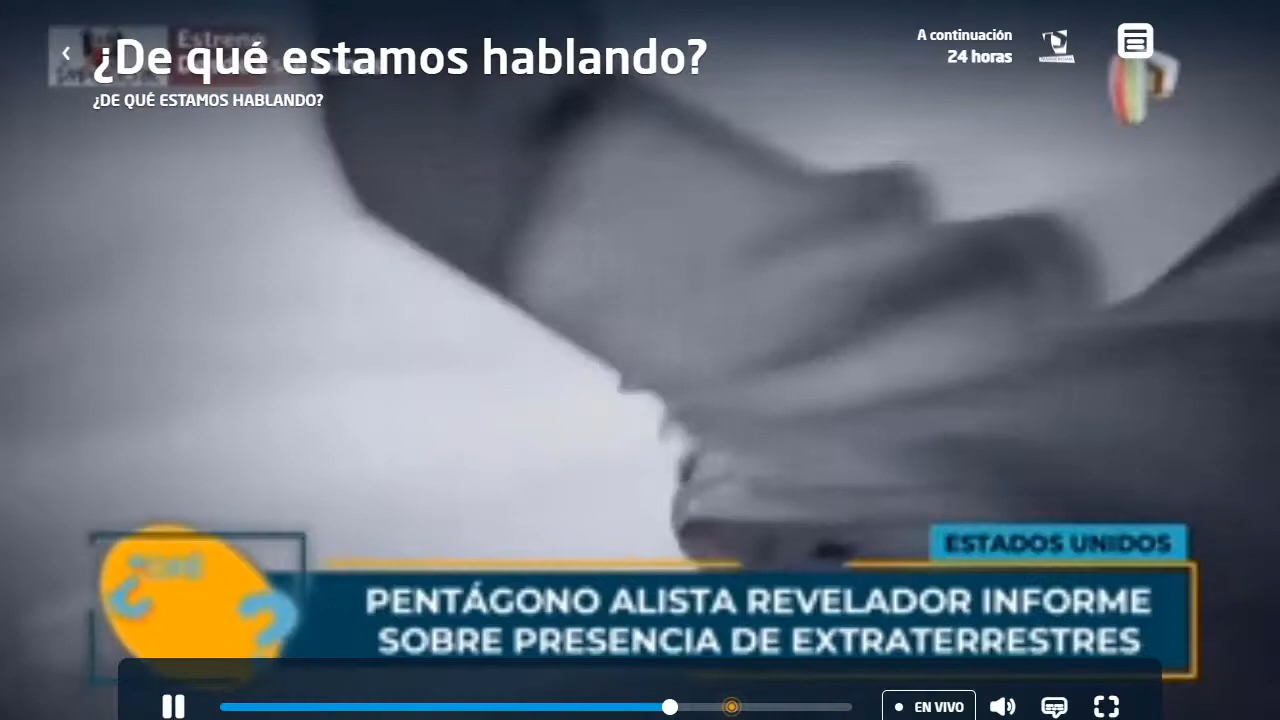 ¿De qué estamos hablando?
¿DE QUÉ ESTAMOS HABLANDO?
A continuación
24 horas
Estreno
ESTADOS UNIDOS
PENTÁGONO ALISTA REVELADOR INFORME
SOBRE PRESENCIA DE EXTRATERRESTRES
EN VIVO